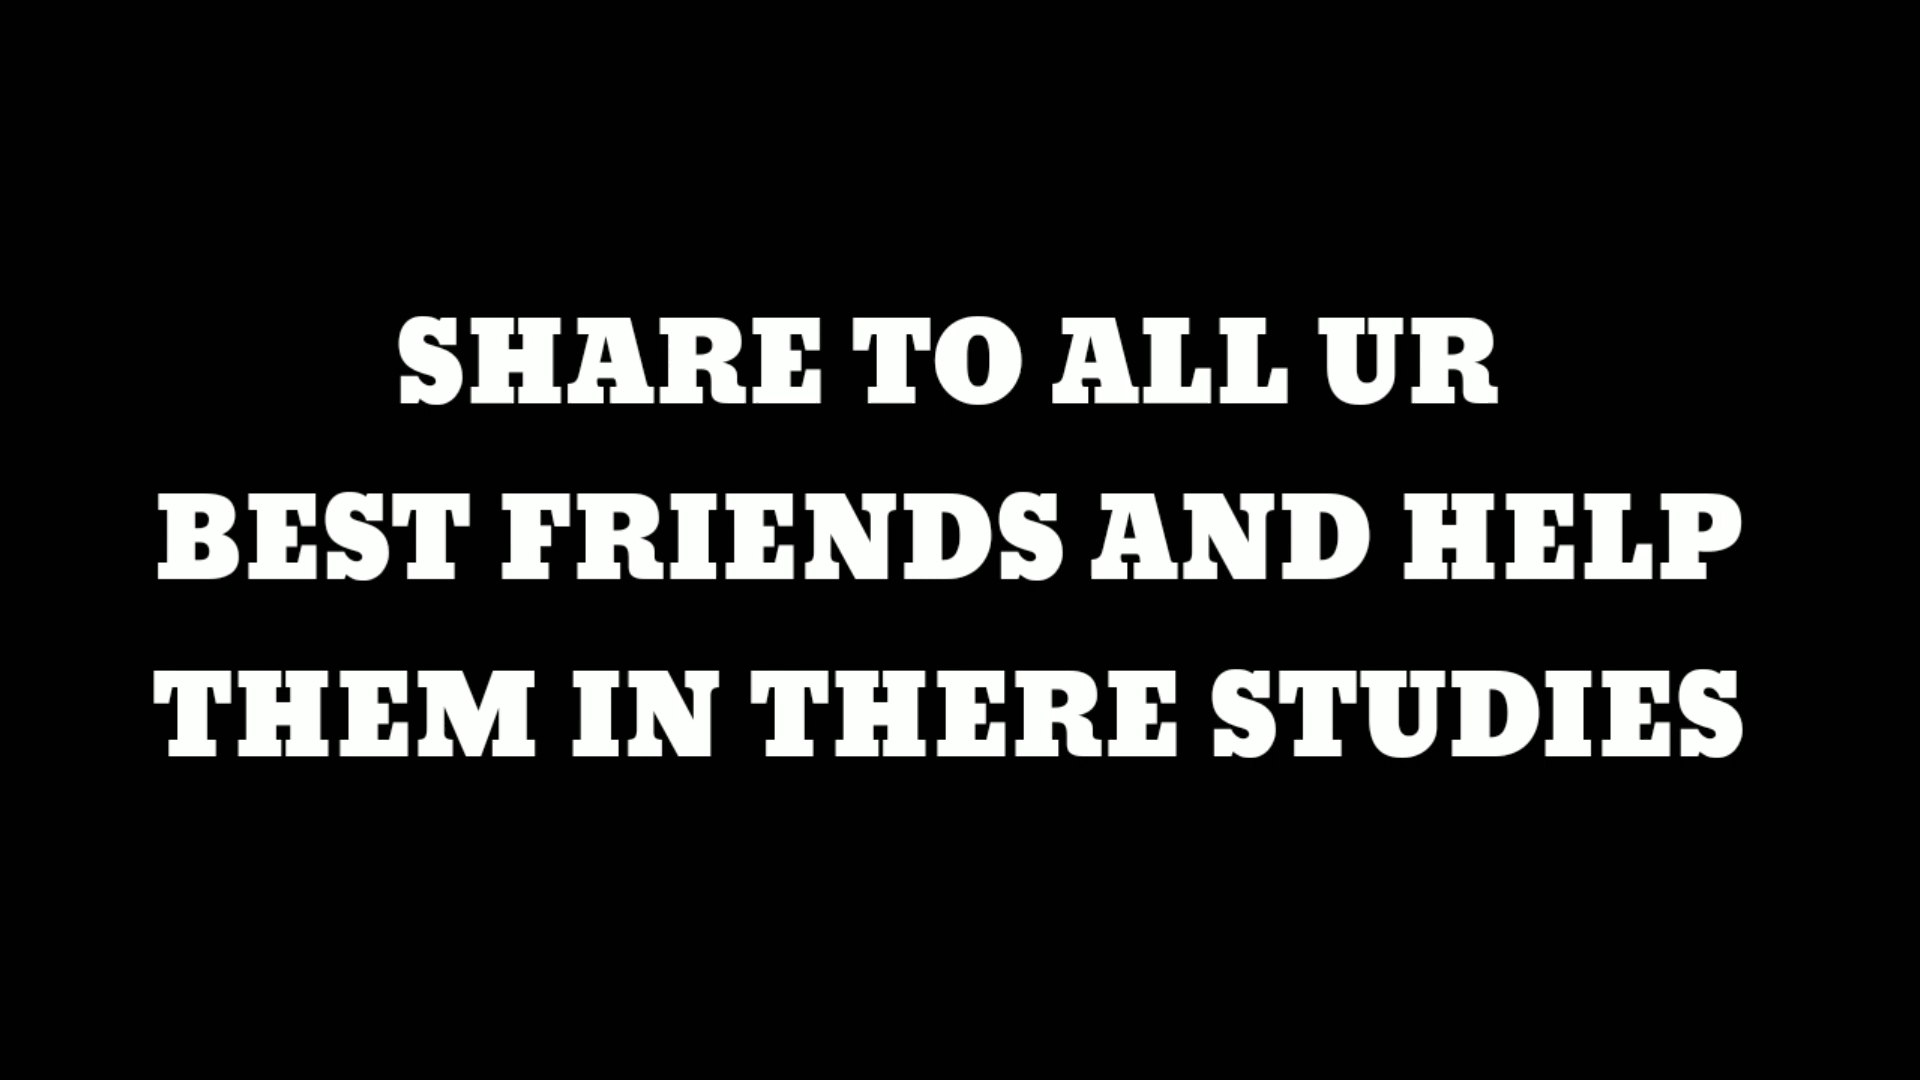 SHARE TO ALL UR
BEST FRIENDS AND HELP
THEM IN THERE STUDIES